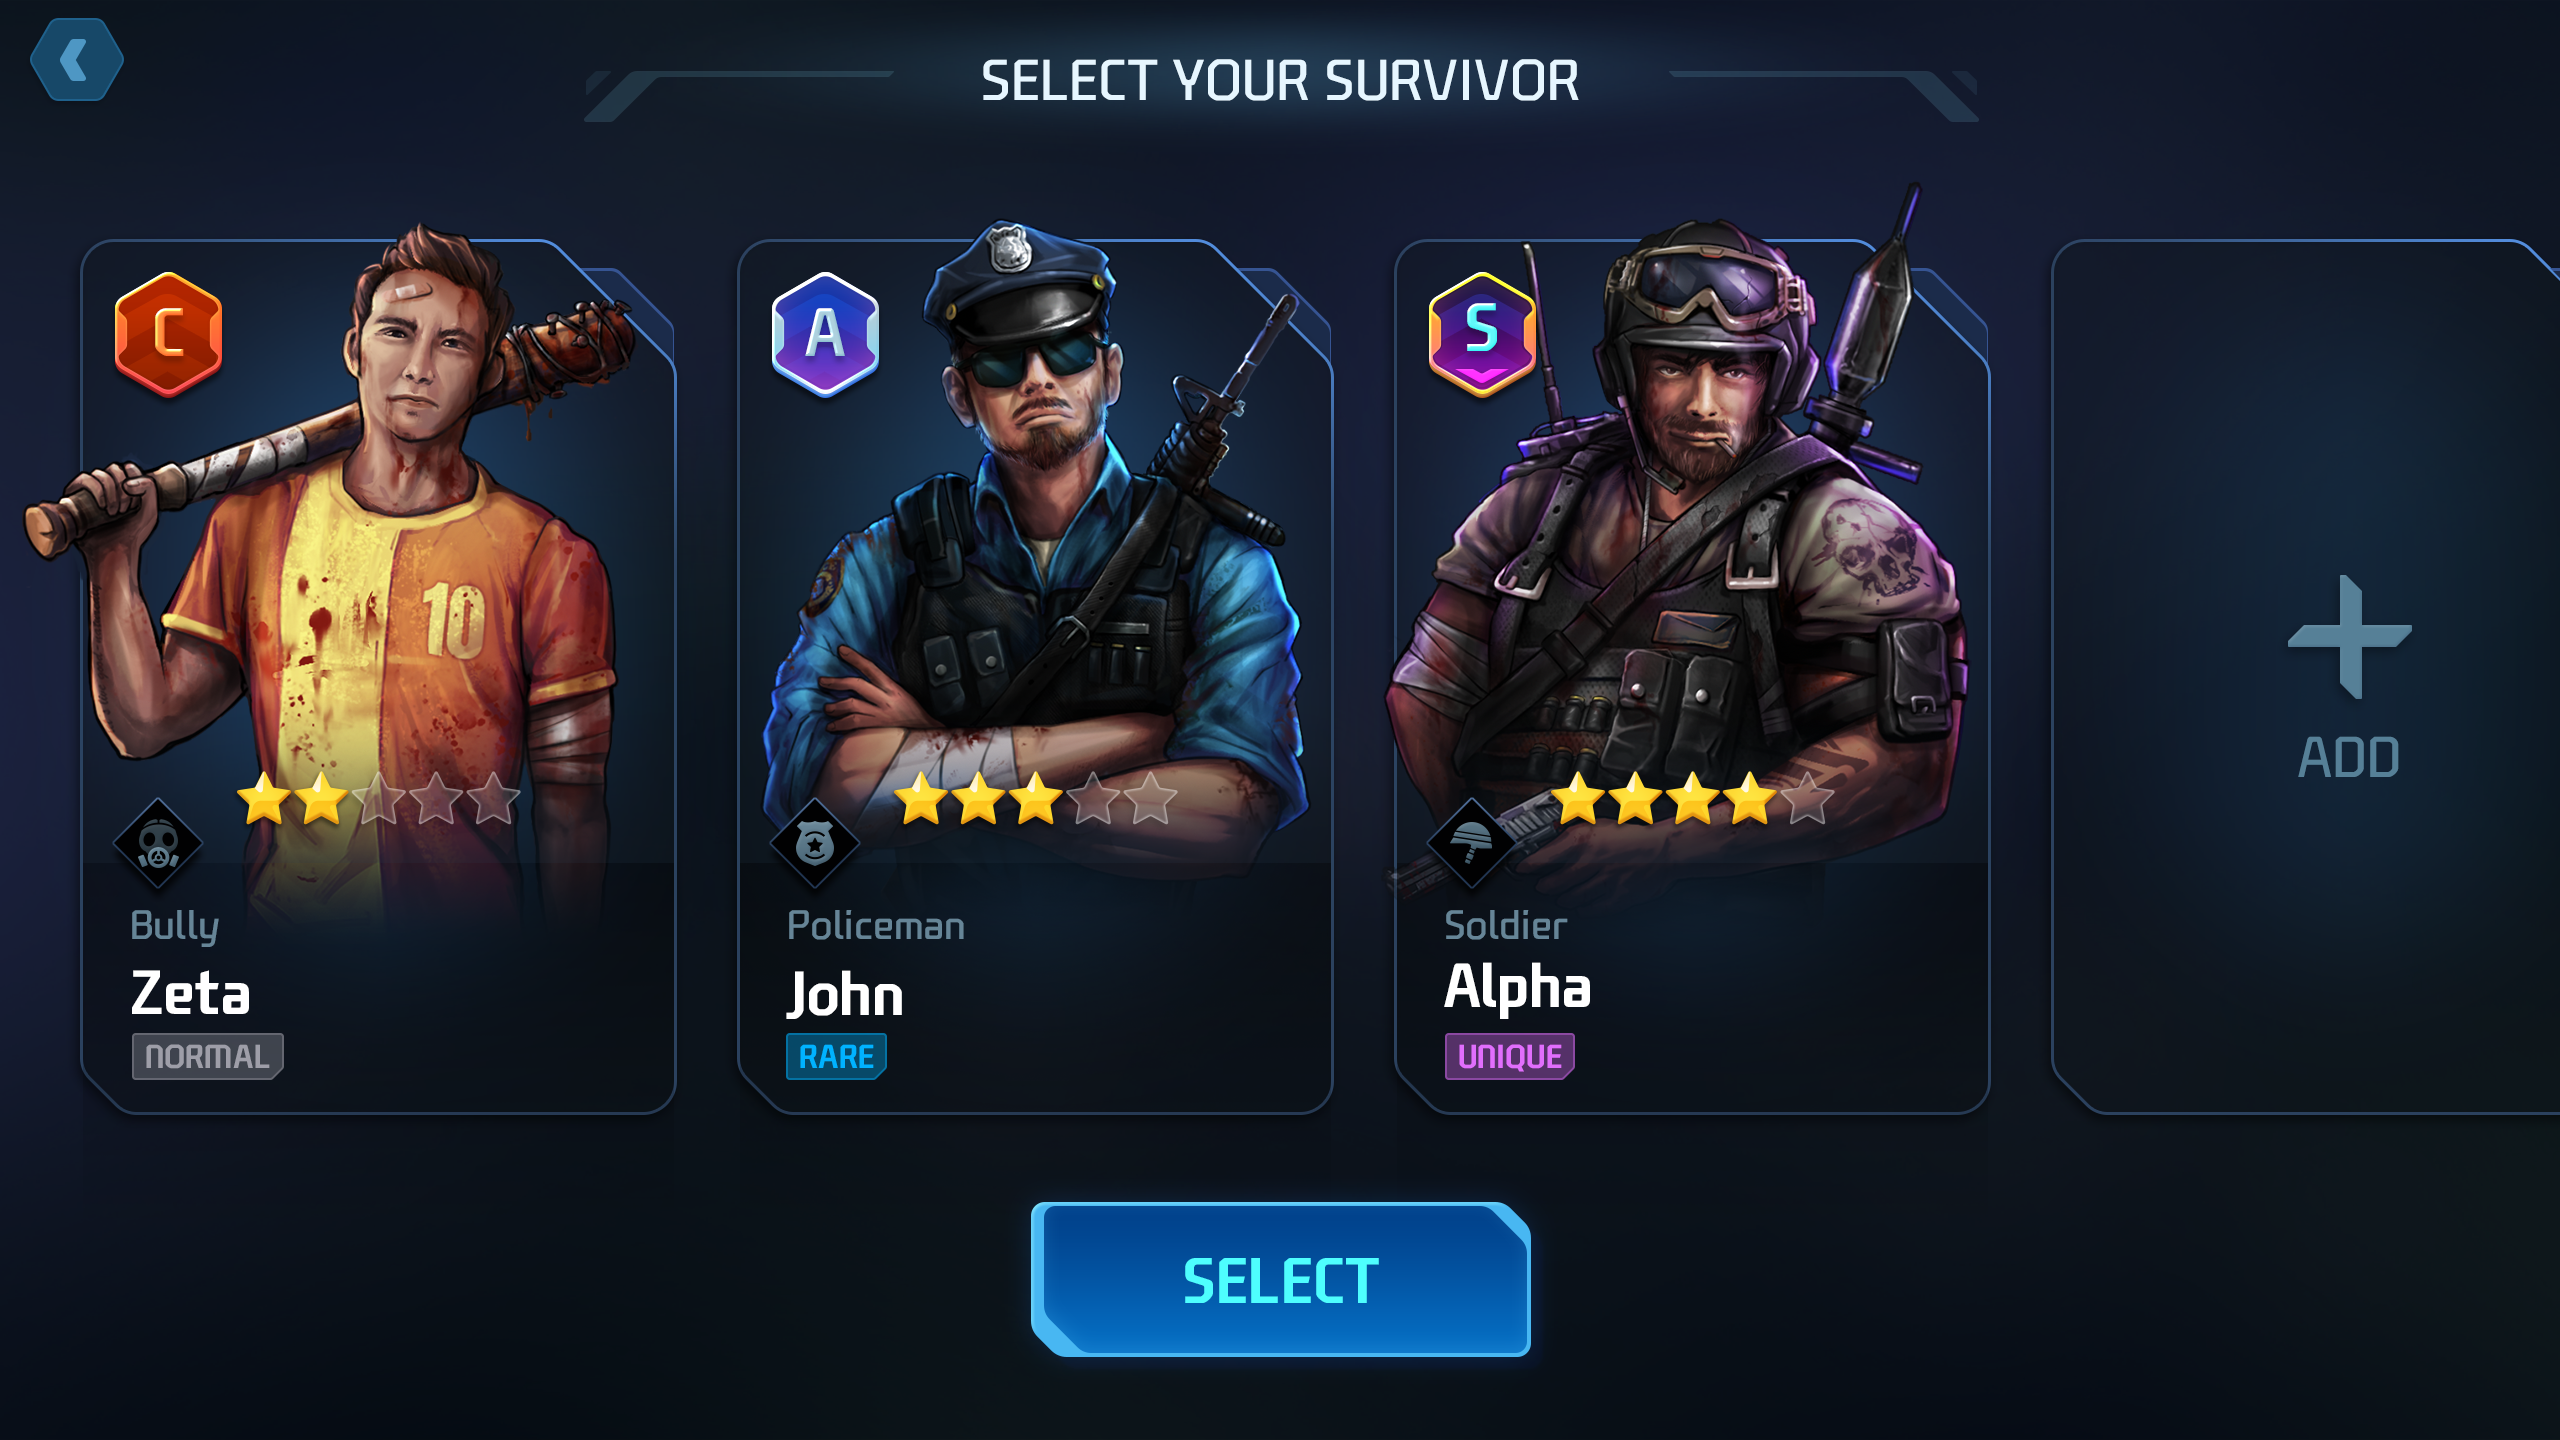 SELECT YOUR SURVIVOR
C
10
Bully
Zeta
NORMAL
A
Policeman
John
RARE
S
Soldier
Alpha
UNIQUE
ADD
SELECT